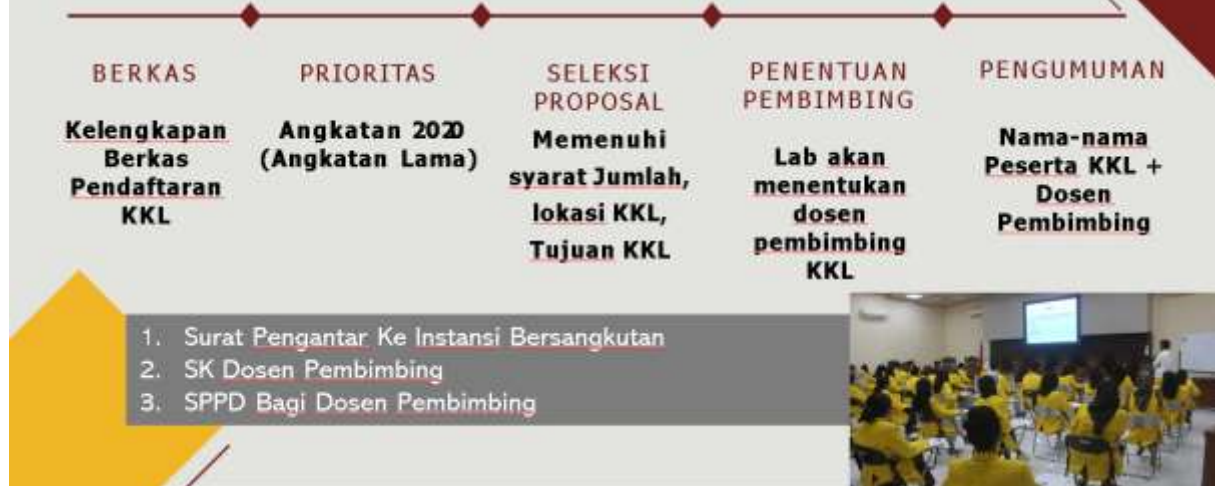 BERKAS
Kelengkapan
Berkas
Pendaftaran
KKL
PRIORITAS
Angkatan 2020
(Angkatan Lama)
SELEKSI
PROPOSAL
Memenuhi
syarat Jumlah,
lokasi KKL,
Tujuan KKL
PENENTUAN
PEMBIMBING
Lab akan
menentukan
dosen
pembimbing
KKL
PENGUMUMAN
Nama-nama
Peserta KKL +
Dosen
Pembimbing
1. Surat Pengantar Ke Instansi Bersangkutan
2. SK Dosen Pembimbing
3. SPPD Bagi Dosen Pembimbing